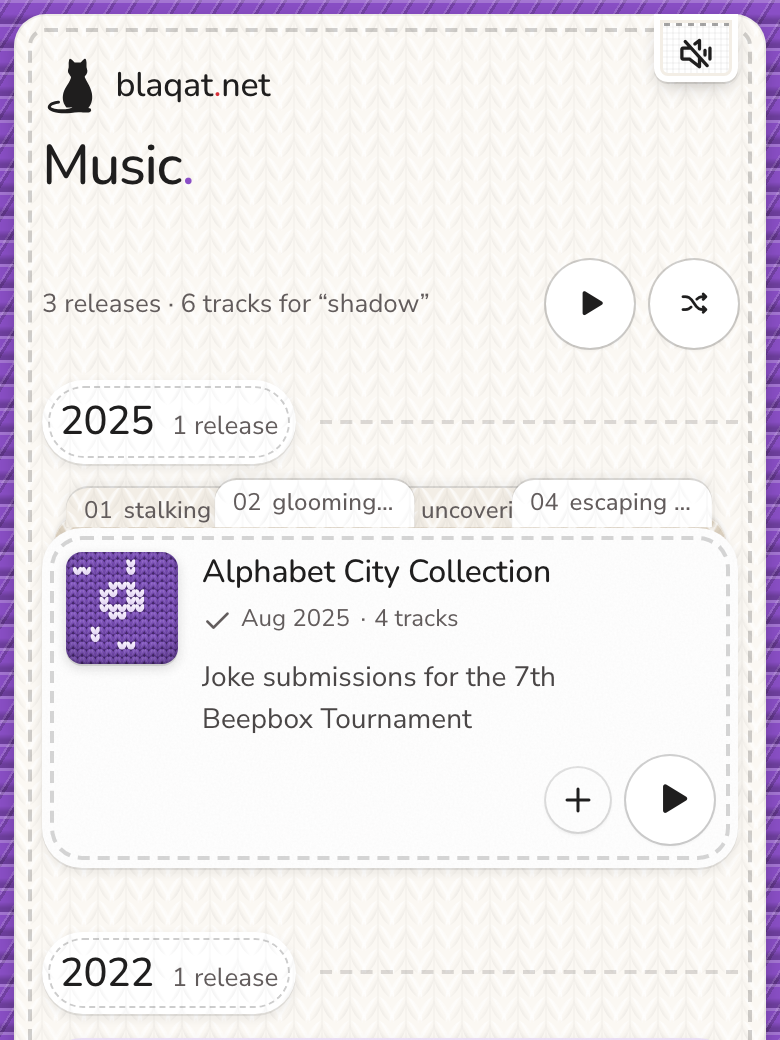 blaqat.net
Music.
3 releases · 6 tracks for “shadow”
2025 1 release
01 stalking 02 glooming... uncoveri 04 escaping ...
Alphabet City Collection
Aug 2025 · 4 tracks
Joke submissions for the 7th
Beepbox Tournament
2022 1 release